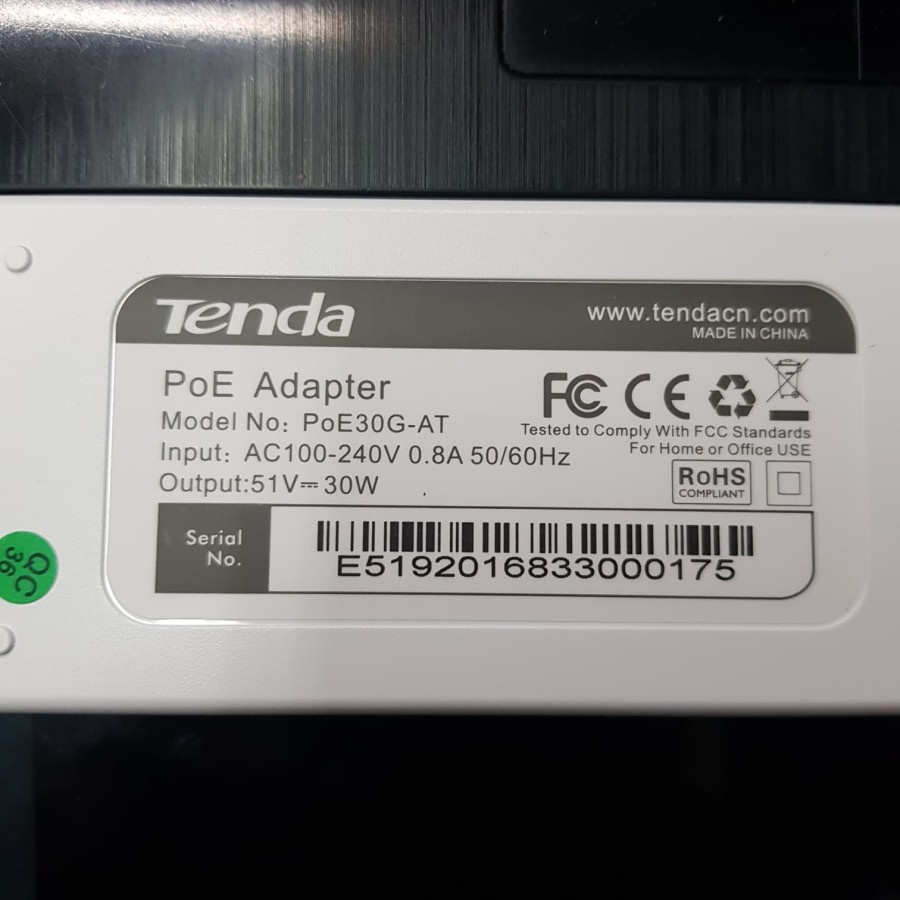 Tenda
www.tendacn.com
MADE IN CHINA
PoE Adapter
Model No: PoE30G-AT
Input: AC100-240V 0.8A 50/60Hz
Output:51V⎓30W
FC CE
Tested to Comply With FCC Standards
For Home or Office USE
RoHS
COMPLIANT
Serial
No.
E5192016833000175
QC
36